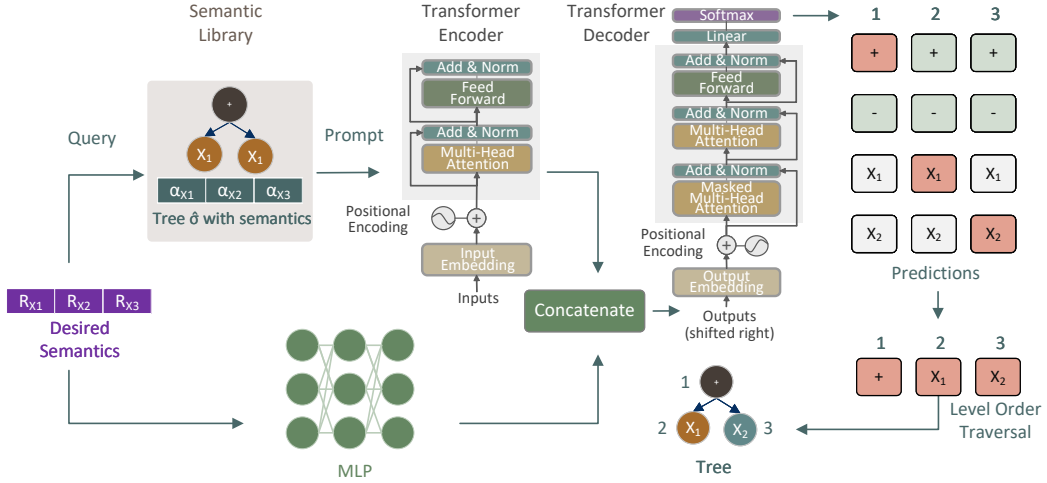 Semantic
Library
Query
+
X1
X1
αX1 αX2 αX3
Tree ô with semantics
Prompt
RX1 RX2 RX3
Desired
Semantics
MLP
Transformer
Encoder
Add & Norm
Feed
Forward
Add & Norm
Multi-Head
Attention
Positional
Encoding
+
Input
Embedding
Inputs
Concatenate
Transformer
Decoder
Softmax
Linear
Add & Norm
Feed
Forward
Add & Norm
Multi-Head
Attention
Add & Norm
Masked
Multi-Head
Attention
Positional
Encoding
+
Output
Embedding
Outputs
(shifted right)
1 2 3
+ + +
- - -
X1 X1 X1
X2 X2 X2
Predictions
1 2 3
+ X1 X2
Level Order
Traversal
1 +
2 X1 X2 3
Tree